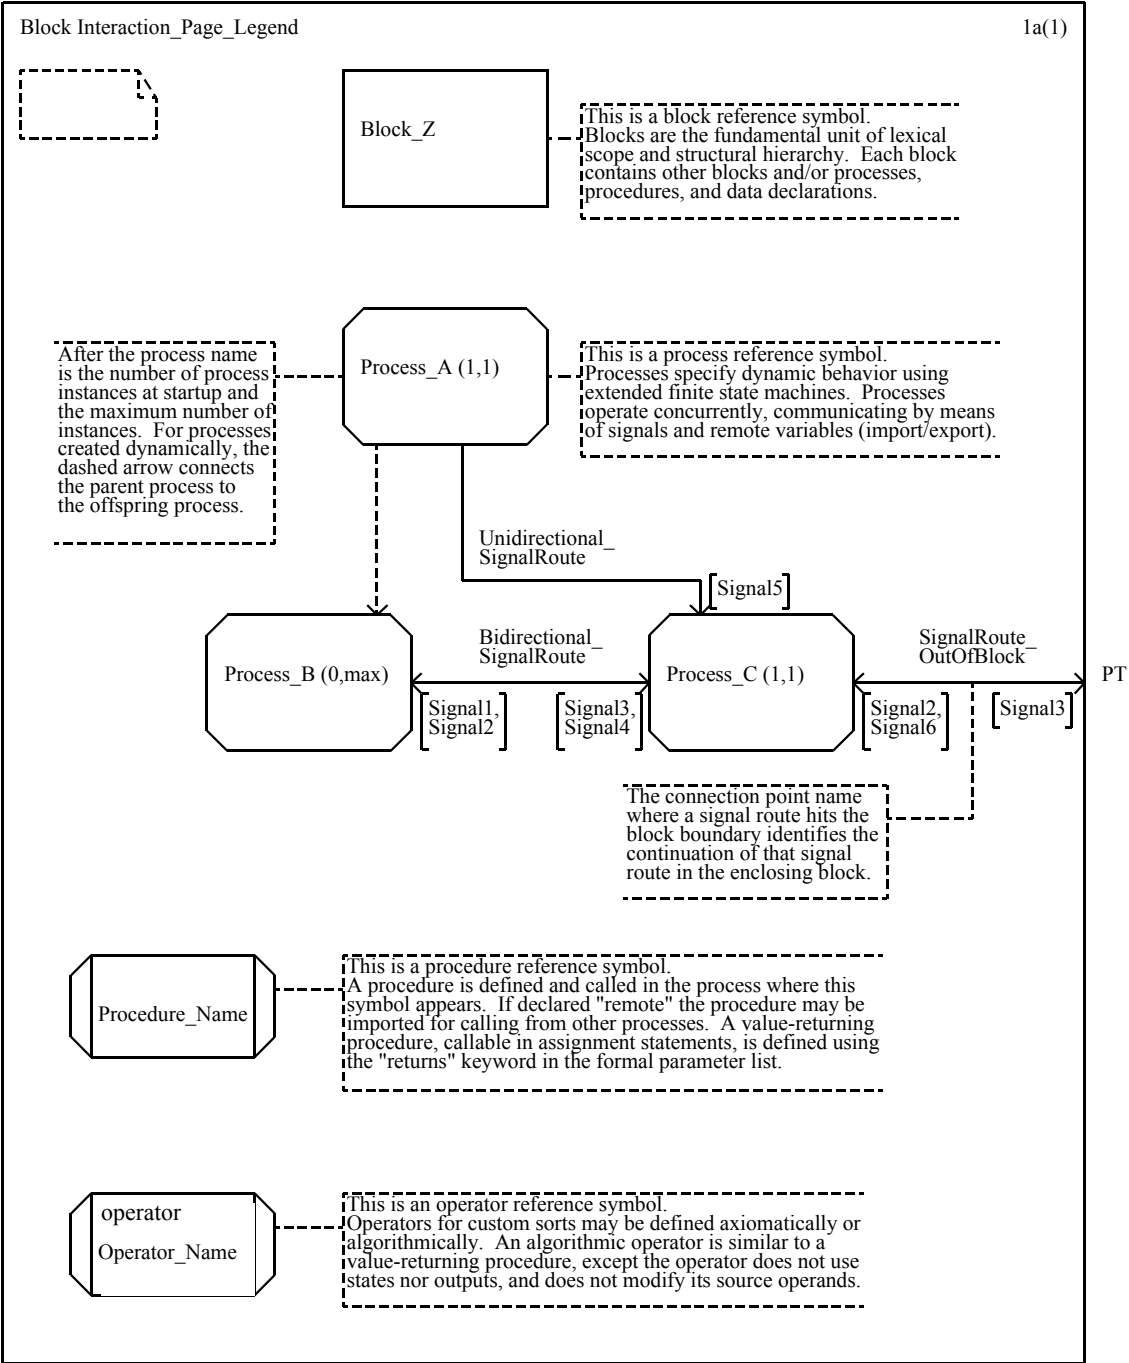 Block Interaction_Page_Legend
1a(1)
Block_Z
This is a block reference symbol.
Blocks are the fundamental unit of lexical
scope and structural hierarchy.  Each block
contains other blocks and/or processes,
procedures, and data declarations.
After the process name
is the number of process
instances at startup and
the maximum number of
instances.  For processes
created dynamically, the
dashed arrow connects
the parent process to
the offspring process.
Process_A (1,1)
This is a process reference symbol.
Processes specify dynamic behavior using
extended finite state machines.  Processes
operate concurrently, communicating by means
of signals and remote variables (import/export).
Unidirectional_
SignalRoute
Signal5
Process_B (0,max)
Bidirectional_
SignalRoute
Signal1,
Signal2
Signal3,
Signal4
Process_C (1,1)
SignalRoute_
OutOfBlock
Signal2,
Signal6
Signal3
PT
The connection point name
where a signal route hits the
block boundary identifies the
continuation of that signal
route in the enclosing block.
Procedure_Name
This is a procedure reference symbol.
A procedure is defined and called in the process where this
symbol appears.  If declared "remote" the procedure may be
imported for calling from other processes.  A value-returning
procedure, callable in assignment statements, is defined using
the "returns" keyword in the formal parameter list.
operator
Operator_Name
This is an operator reference symbol.
Operators for custom sorts may be defined axiomatically or
algorithmically.  An algorithmic operator is similar to a
value-returning procedure, except the operator does not use
states nor outputs, and does not modify its source operands.